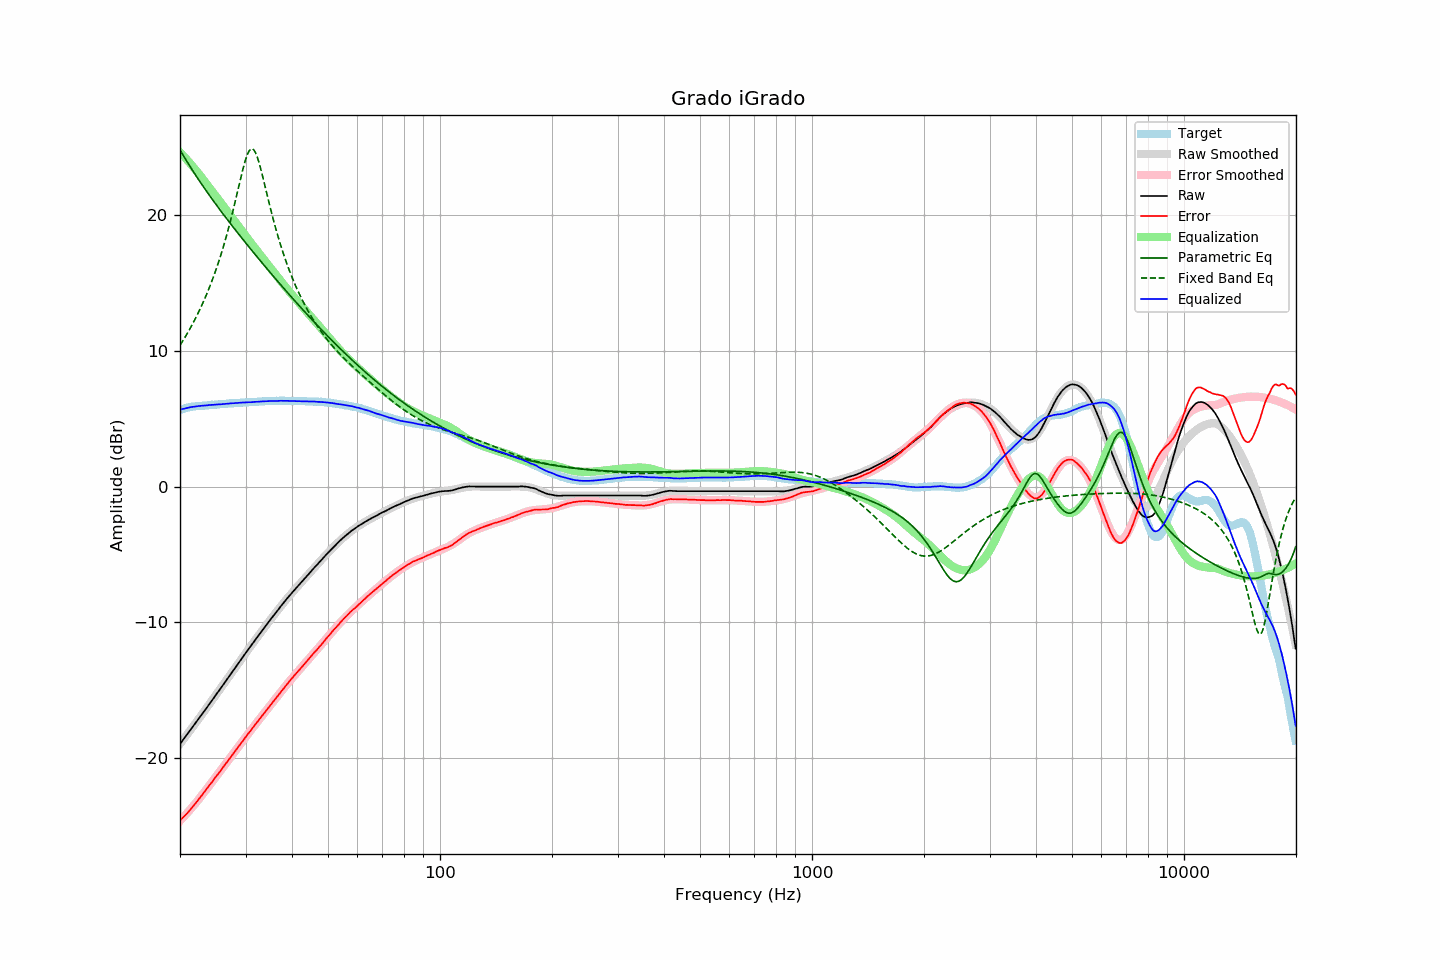 Grado iGrado
Target
Raw Smoothed
Error Smoothed
Raw
Error
Equalization
Parametric Eq
Fixed Band Eq
Equalized
20
10
0
−10
−20
Amplitude (dBr)
100
1000
10000
Frequency (Hz)